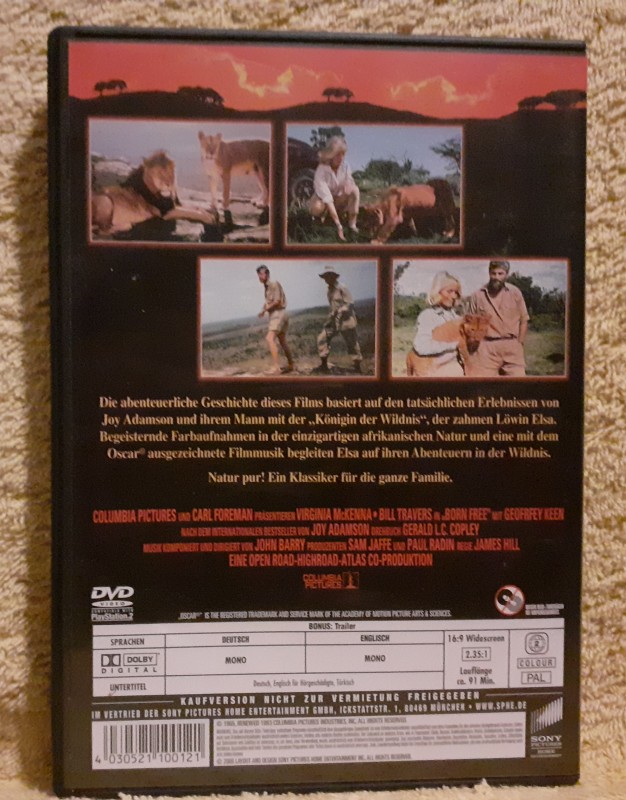 Die abenteuerliche Geschichte dieses Films basiert auf den tatsächlichen Erlebnissen von
Joy Adamson und ihrem Mann mit der „Königin der Wildnis“, der zahmen Löwin Elsa.
Begeisternde Farbaufnahmen in der einzigartigen afrikanischen Natur und eine mit dem
Oscar® ausgezeichnete Filmmusik begleiten Elsa auf ihren Abenteuern in der Wildnis.
Natur pur! Ein Klassiker für die ganze Familie.
COLUMBIA PICTURES UND CARL FOREMAN PRÄSENTIEREN VIRGINIA McKENNA · BILL TRAVERS IN „BORN FREE“ MIT GEOFFREY KEEN
NACH DEM INTERNATIONALEN BESTSELLER VON JOY ADAMSON DREHBUCH GERALD L.C. COPLEY
MUSIK KOMPONIERT UND DIRIGIERT VON JOHN BARRY PRODUZENTEN SAM JAFFE UND PAUL RADIN REGIE JAMES HILL
EINE OPEN ROAD-HIGHROAD-ATLAS CO-PRODUKTION
COLUMBIA
PICTURES
DVD
VIDEO
COMPATIBLE WITH
PlayStation 2
„OSCAR®“ IS THE REGISTERED TRADEMARK AND SERVICE MARK OF THE ACADEMY OF MOTION PICTURE ARTS & SCIENCES.
BONUS: Trailer
SPRACHEN DEUTSCH ENGLISCH 16:9 Widescreen
DOLBY DIGITAL MONO MONO 2.35:1
COLOUR
Lauflänge
ca. 91 Min.
PAL
UNTERTITEL Deutsch, Englisch für Hörgeschädigte, Türkisch
KAUFVERSION NICHT ZUR VERMIETUNG FREIGEGEBEN
IM VERTRIEB DER SONY PICTURES HOME ENTERTAINMENT GMBH, ICKSTATTSTR. 1, 80469 MÜNCHEN WWW.SPHE.DE
4 030521 100121
SONY
PICTURES